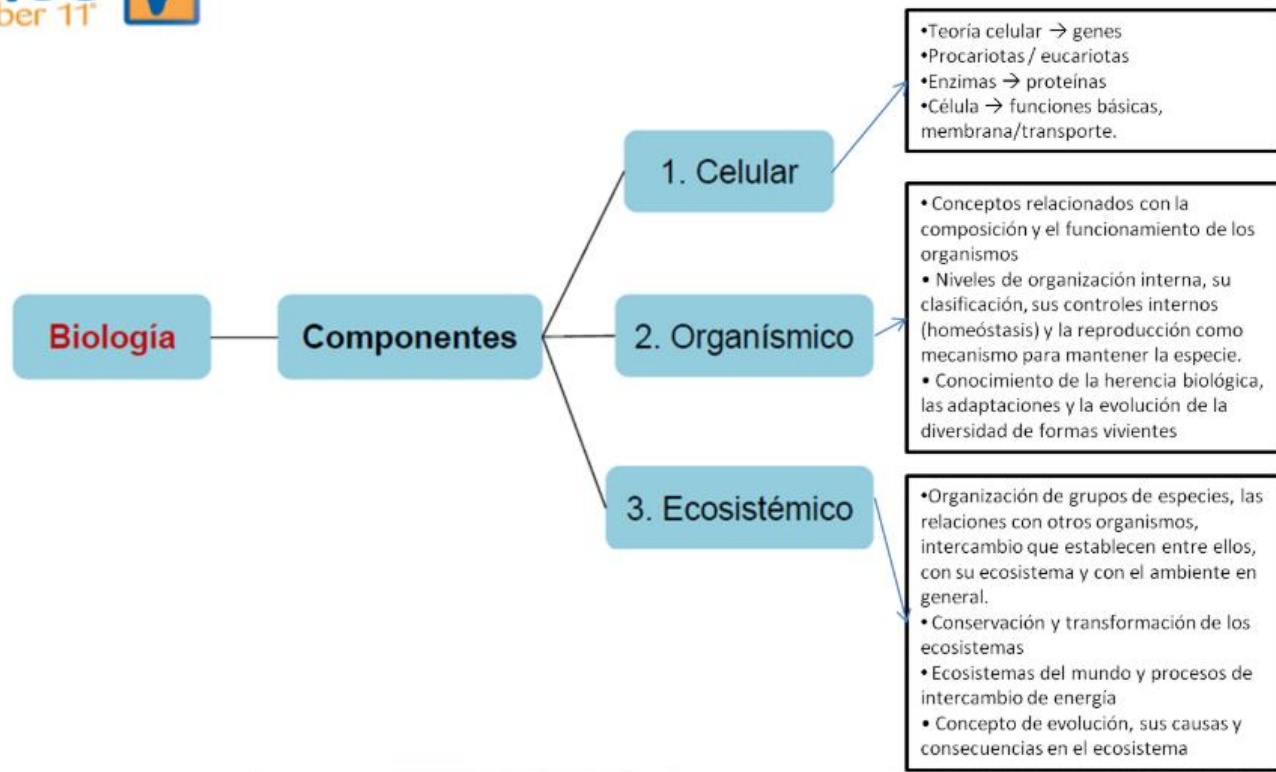 ber 11°
•Teoría celular → genes
•Procariotas / eucariotas
•Enzimas → proteínas
•Célula → funciones básicas,
membrana/transporte.
1. Celular
• Conceptos relacionados con la
composición y el funcionamiento de los
organismos
• Niveles de organización interna, su
clasificación, sus controles internos
(homeóstasis) y la reproducción como
mecanismo para mantener la especie.
• Conocimiento de la herencia biológica,
las adaptaciones y la evolución de la
diversidad de formas vivientes
Biología
Componentes
2. Organísmico
3. Ecosistémico
•Organización de grupos de especies, las
relaciones con otros organismos,
intercambio que establecen entre ellos,
con su ecosistema y con el ambiente en
general.
• Conservación y transformación de los
ecosistemas
• Ecosistemas del mundo y procesos de
intercambio de energía
• Concepto de evolución, sus causas y
consecuencias en el ecosistema